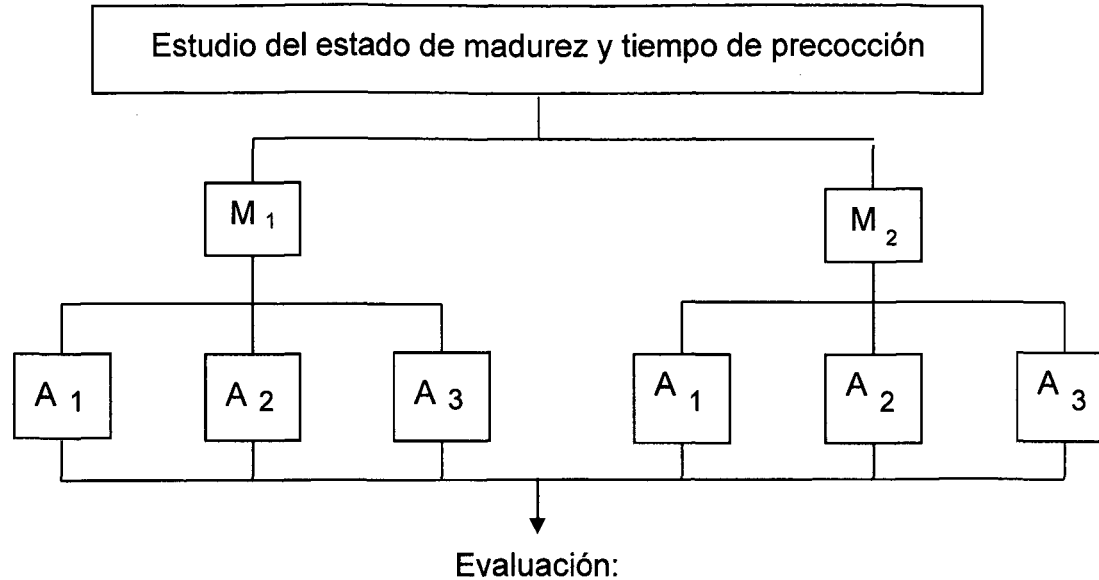 Estudio del estado de madurez y tiempo de precocción
M 1
M 2
A 1
A 2
A 3
A 1
A 2
A 3
Evaluación: